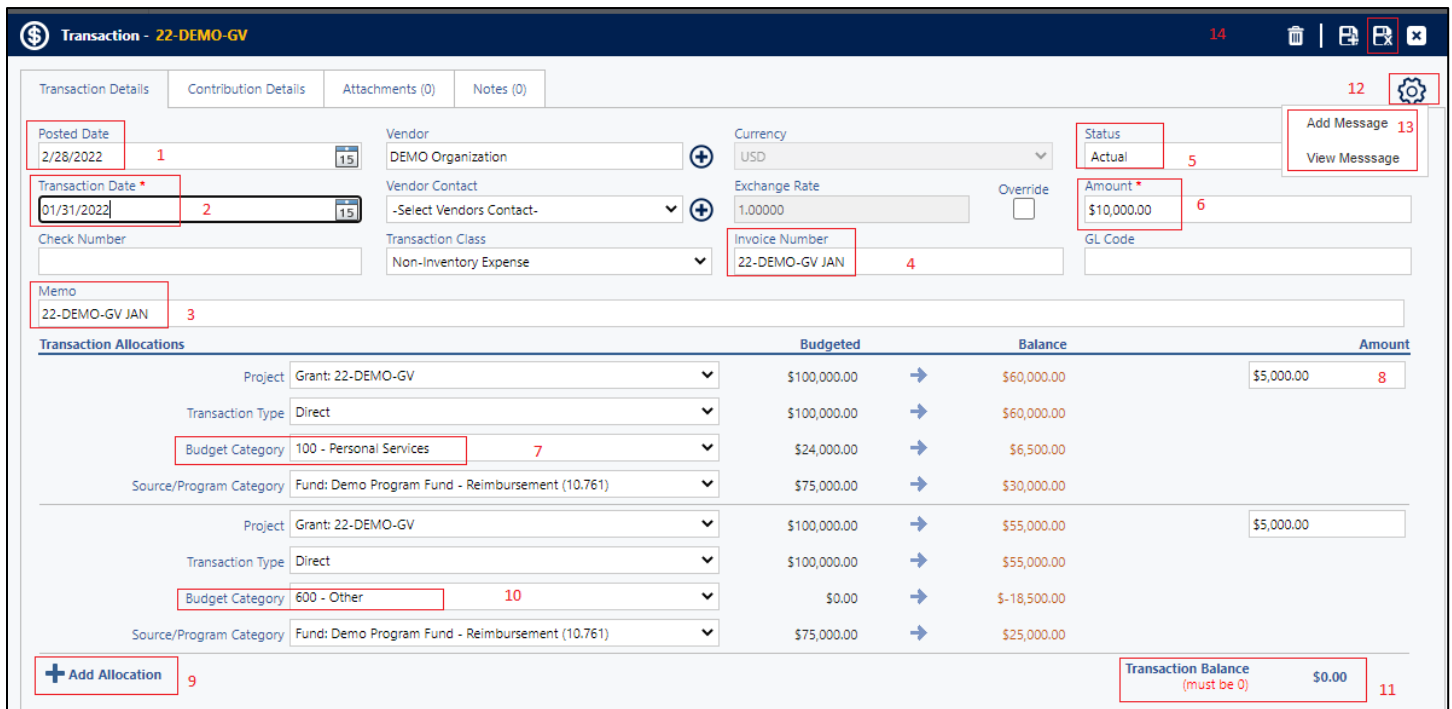 Transaction - 22-DEMO-GV 14
Transaction Details Contribution Details Attachments (0) Notes (0) 12
Add Message 13
View Messsage
Posted Date Vendor Currency Status
2/28/2022 1 15 DEMO Organization USD Actual 5
Transaction Date * Vendor Contact Exchange Rate Override Amount *
01/31/2022 2 15 -Select Vendors Contact- 1.00000 $10,000.00 6
Check Number Transaction Class Invoice Number GL Code
Non-Inventory Expense 22-DEMO-GV JAN 4
Memo
22-DEMO-GV JAN 3
Transaction Allocations Budgeted Balance Amount
Project Grant: 22-DEMO-GV $100,000.00 $60,000.00 $5,000.00 8
Transaction Type Direct $100,000.00 $60,000.00
Budget Category 100 - Personal Services 7 $24,000.00 $6,500.00
Source/Program Category Fund: Demo Program Fund - Reimbursement (10.761) $75,000.00 $30,000.00
Project Grant: 22-DEMO-GV $100,000.00 $55,000.00 $5,000.00
Transaction Type Direct $100,000.00 $55,000.00
Budget Category 600 - Other 10 $0.00 $-18,500.00
Source/Program Category Fund: Demo Program Fund - Reimbursement (10.761) $75,000.00 $25,000.00
Add Allocation 9 Transaction Balance $0.00
(must be 0) 11